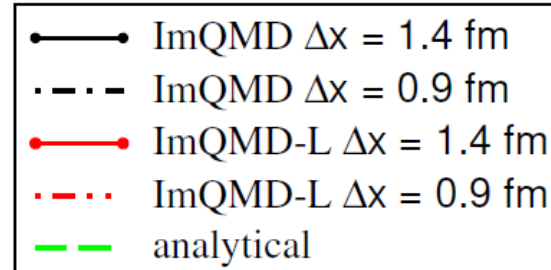 ImQMD Δx = 1.4 fm
ImQMD Δx = 0.9 fm
ImQMD-L Δx = 1.4 fm
ImQMD-L Δx = 0.9 fm
analytical